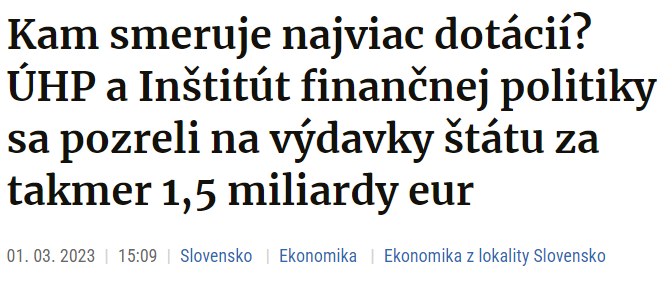 Kam smeruje najviac dotácií?
ÚHP a Inštitút finančnej politiky
sa pozreli na výdavky štátu za
takmer 1,5 miliardy eur
01. 03. 2023 | 15:09 | Slovensko | Ekonomika | Ekonomika z lokality Slovensko